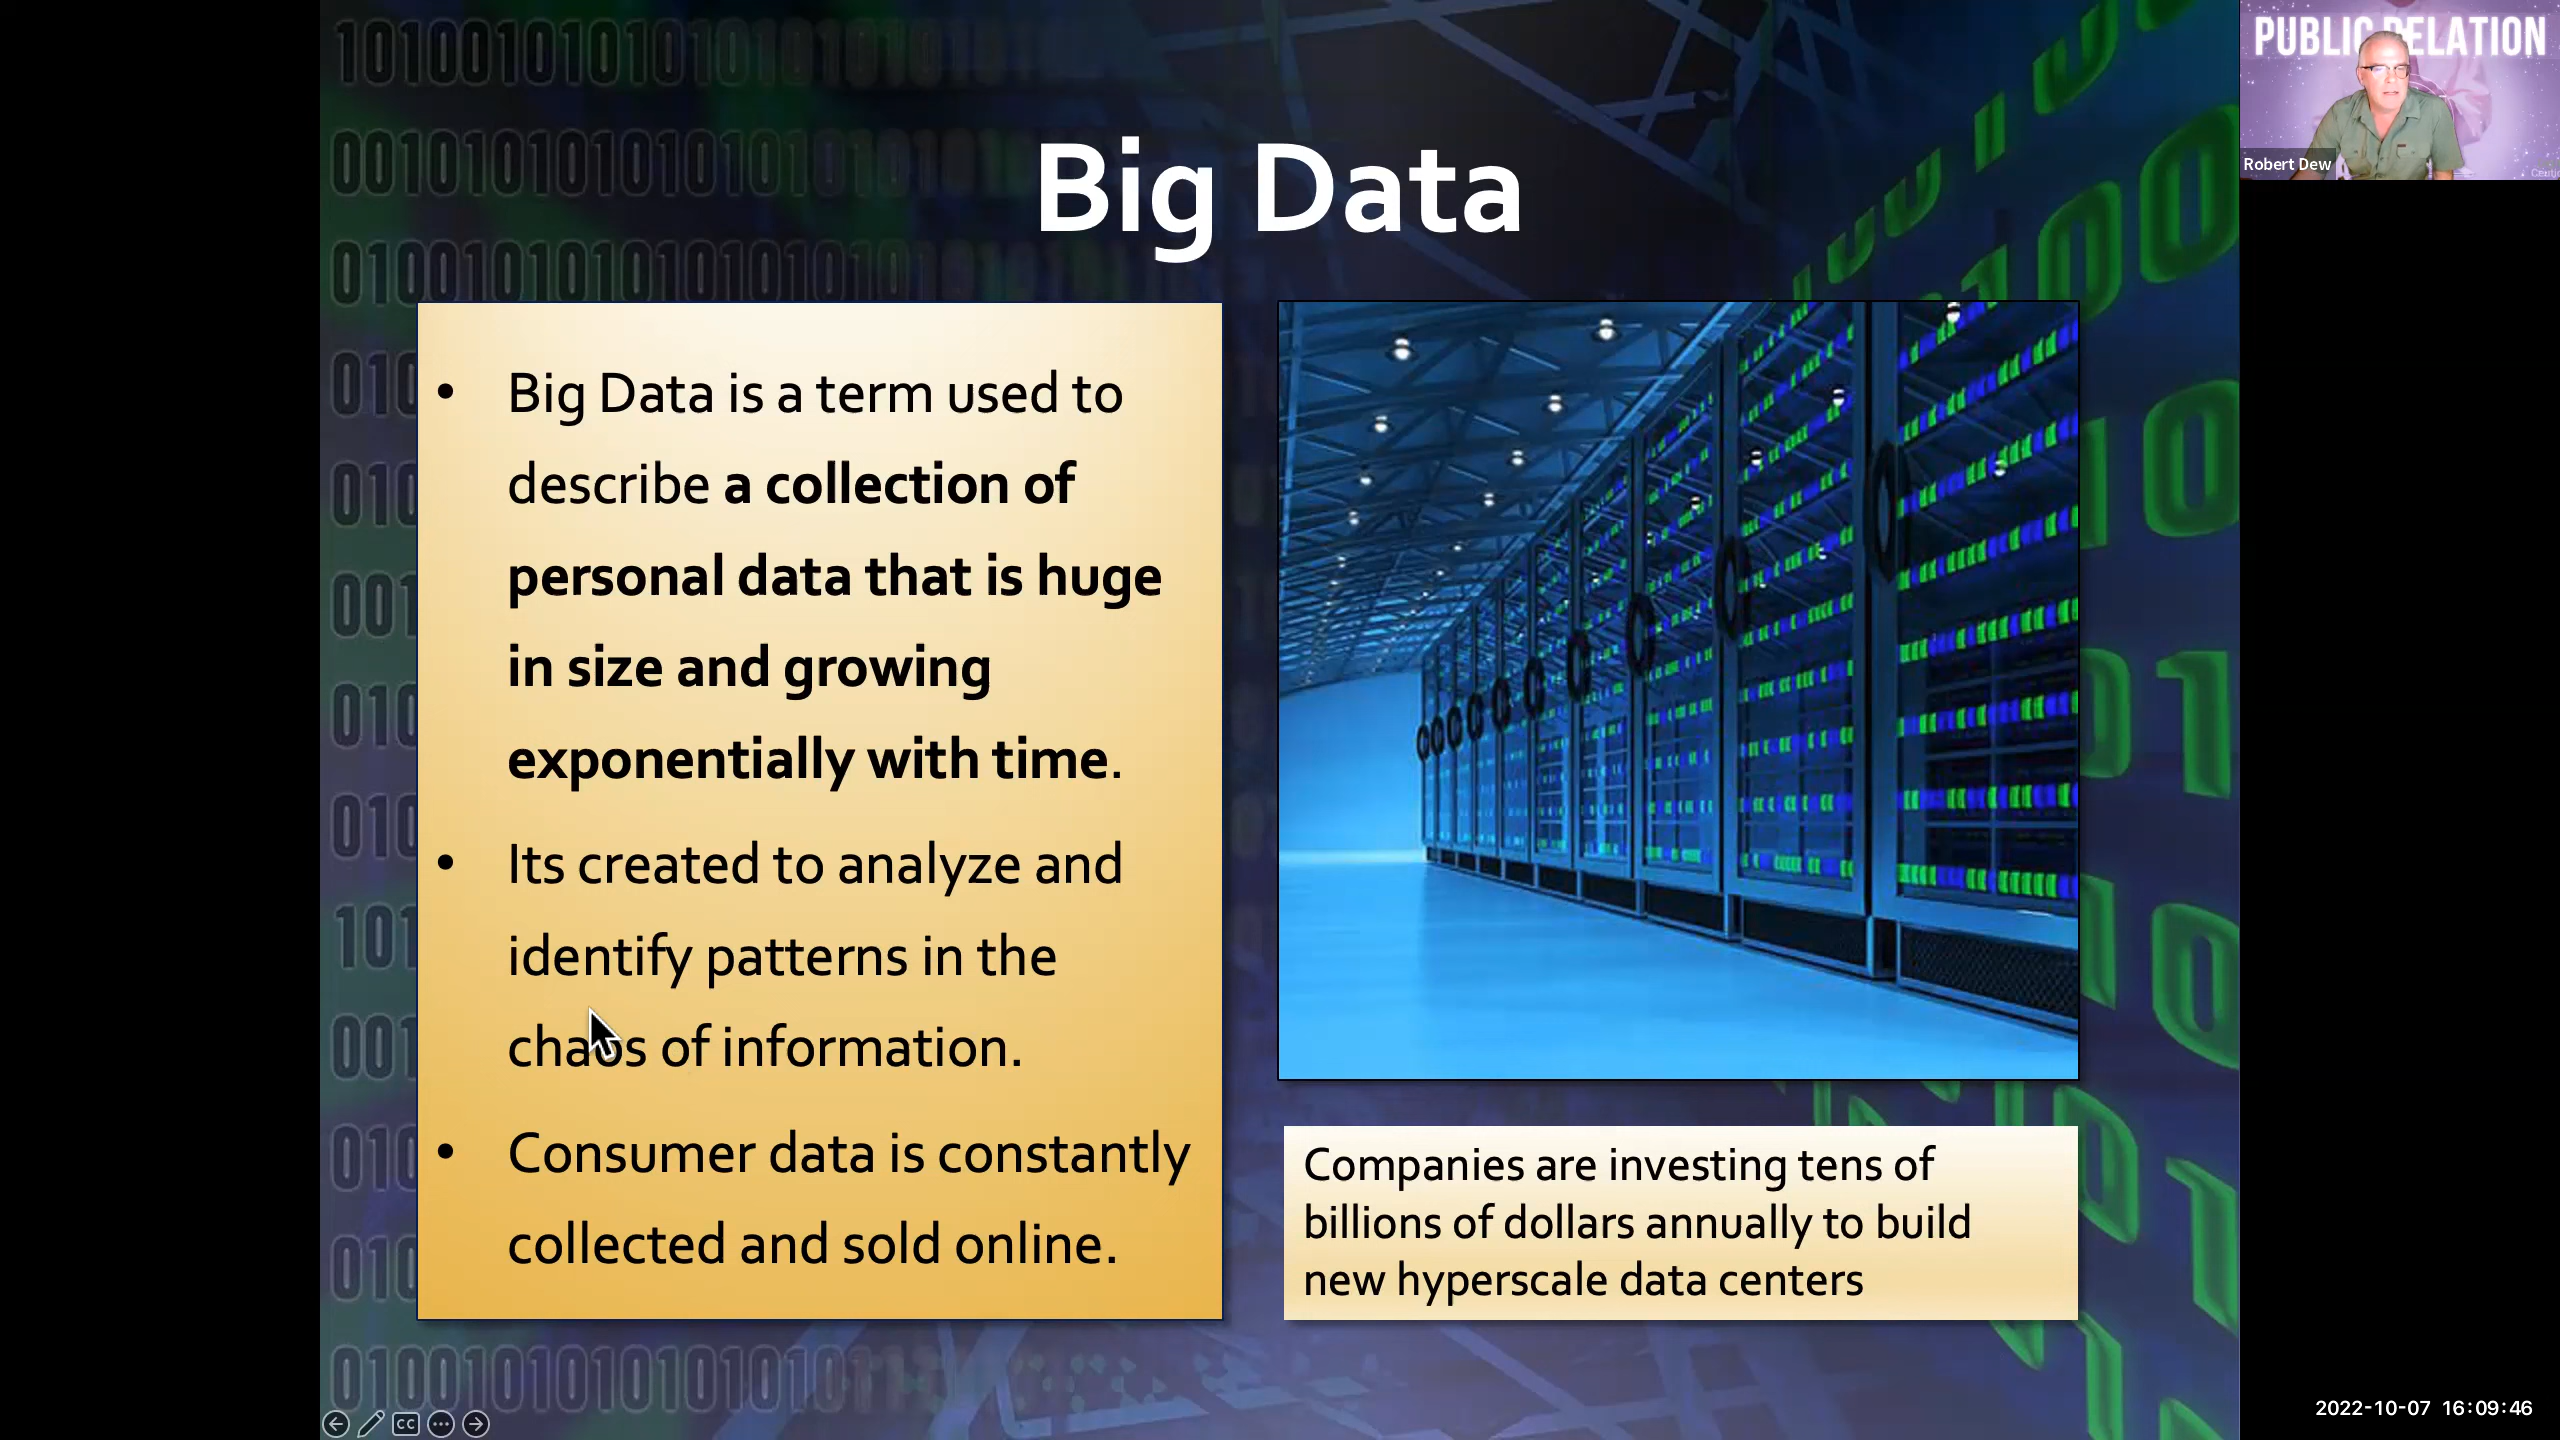 Big Data
• Big Data is a term used to
describe a collection of
personal data that is huge
in size and growing
exponentially with time.
• Its created to analyze and
identify patterns in the
chaos of information.
• Consumer data is constantly
collected and sold online.
Companies are investing tens of
billions of dollars annually to build
new hyperscale data centers
PUBLIC RELATION
Robert Dew
CC
2022-10-07 16:09:46